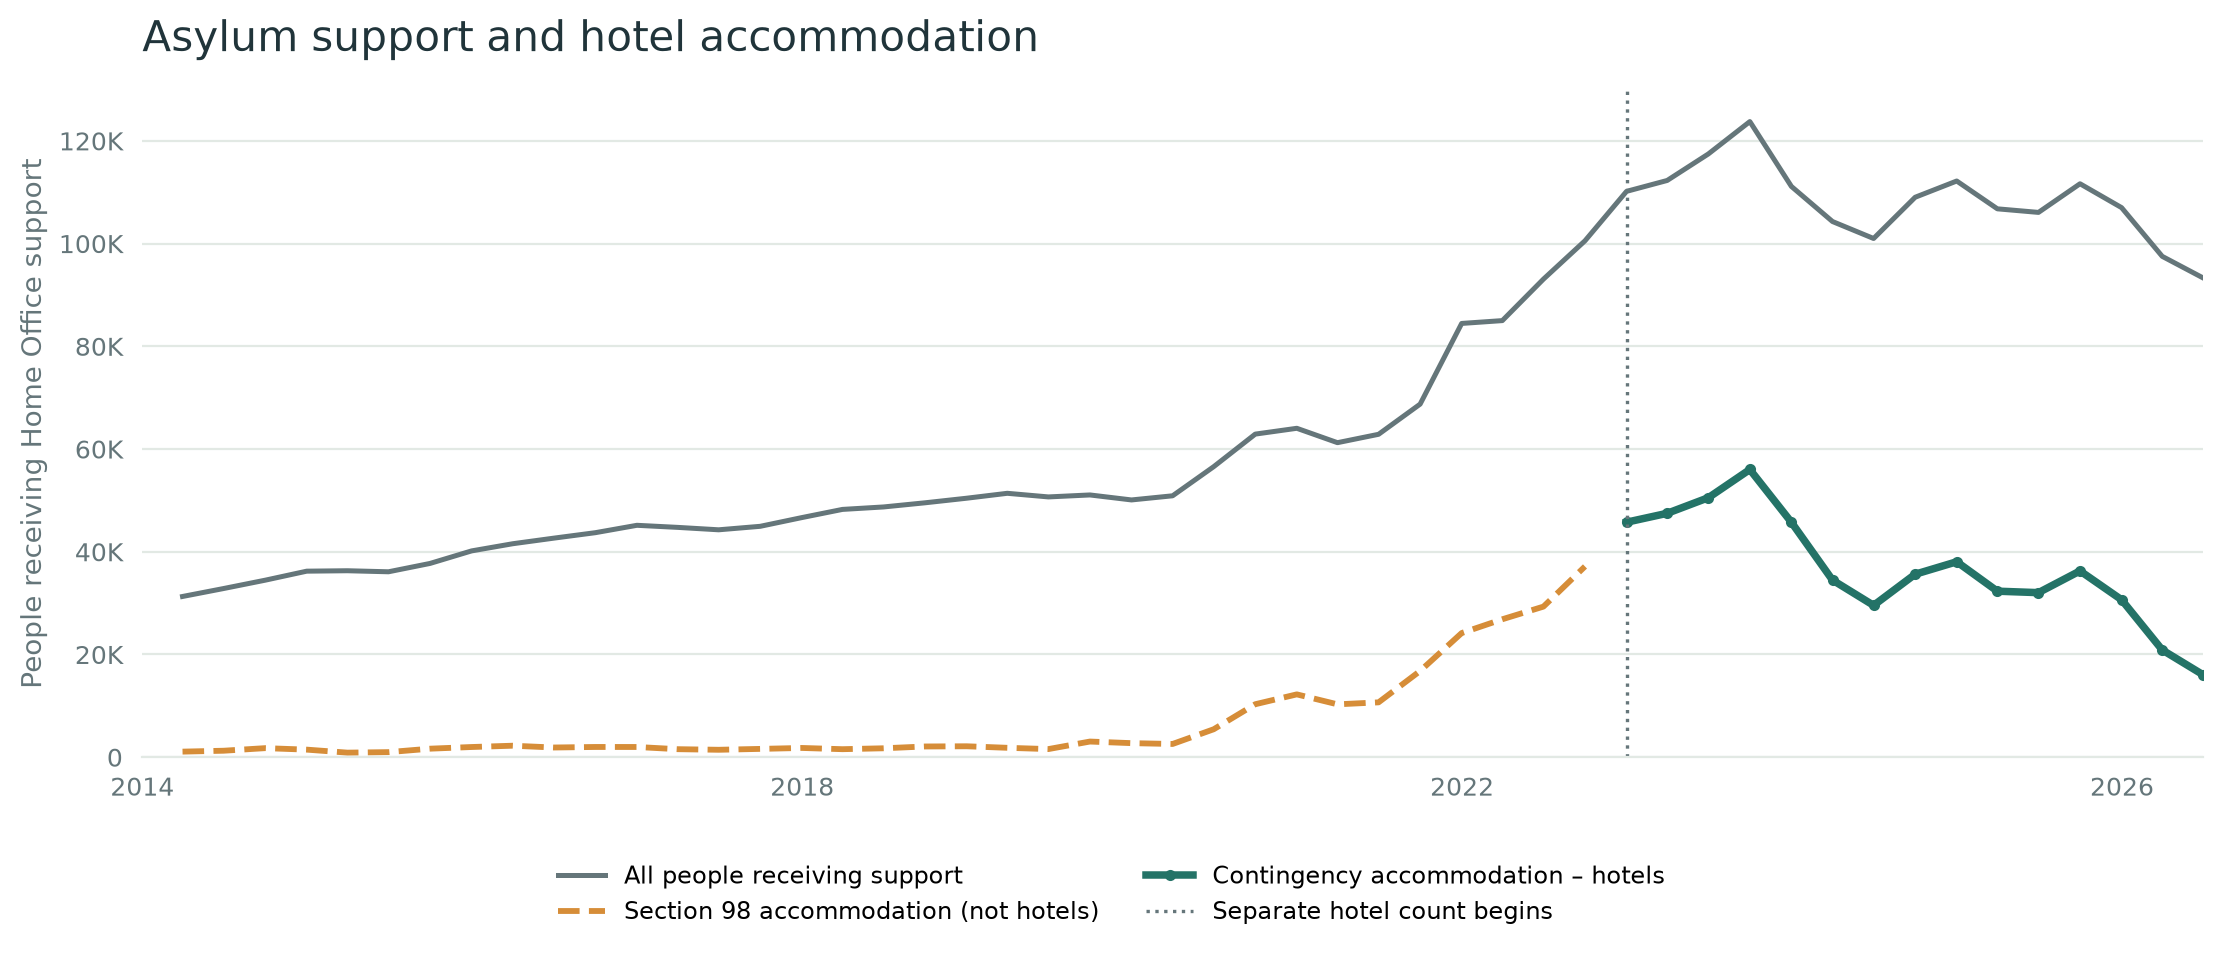 Asylum support and hotel accommodation
People receiving Home Office support
120K
100K
80K
60K
40K
20K
0
2014
2018
2022
2026
All people receiving support
Section 98 accommodation (not hotels)
Contingency accommodation – hotels
Separate hotel count begins